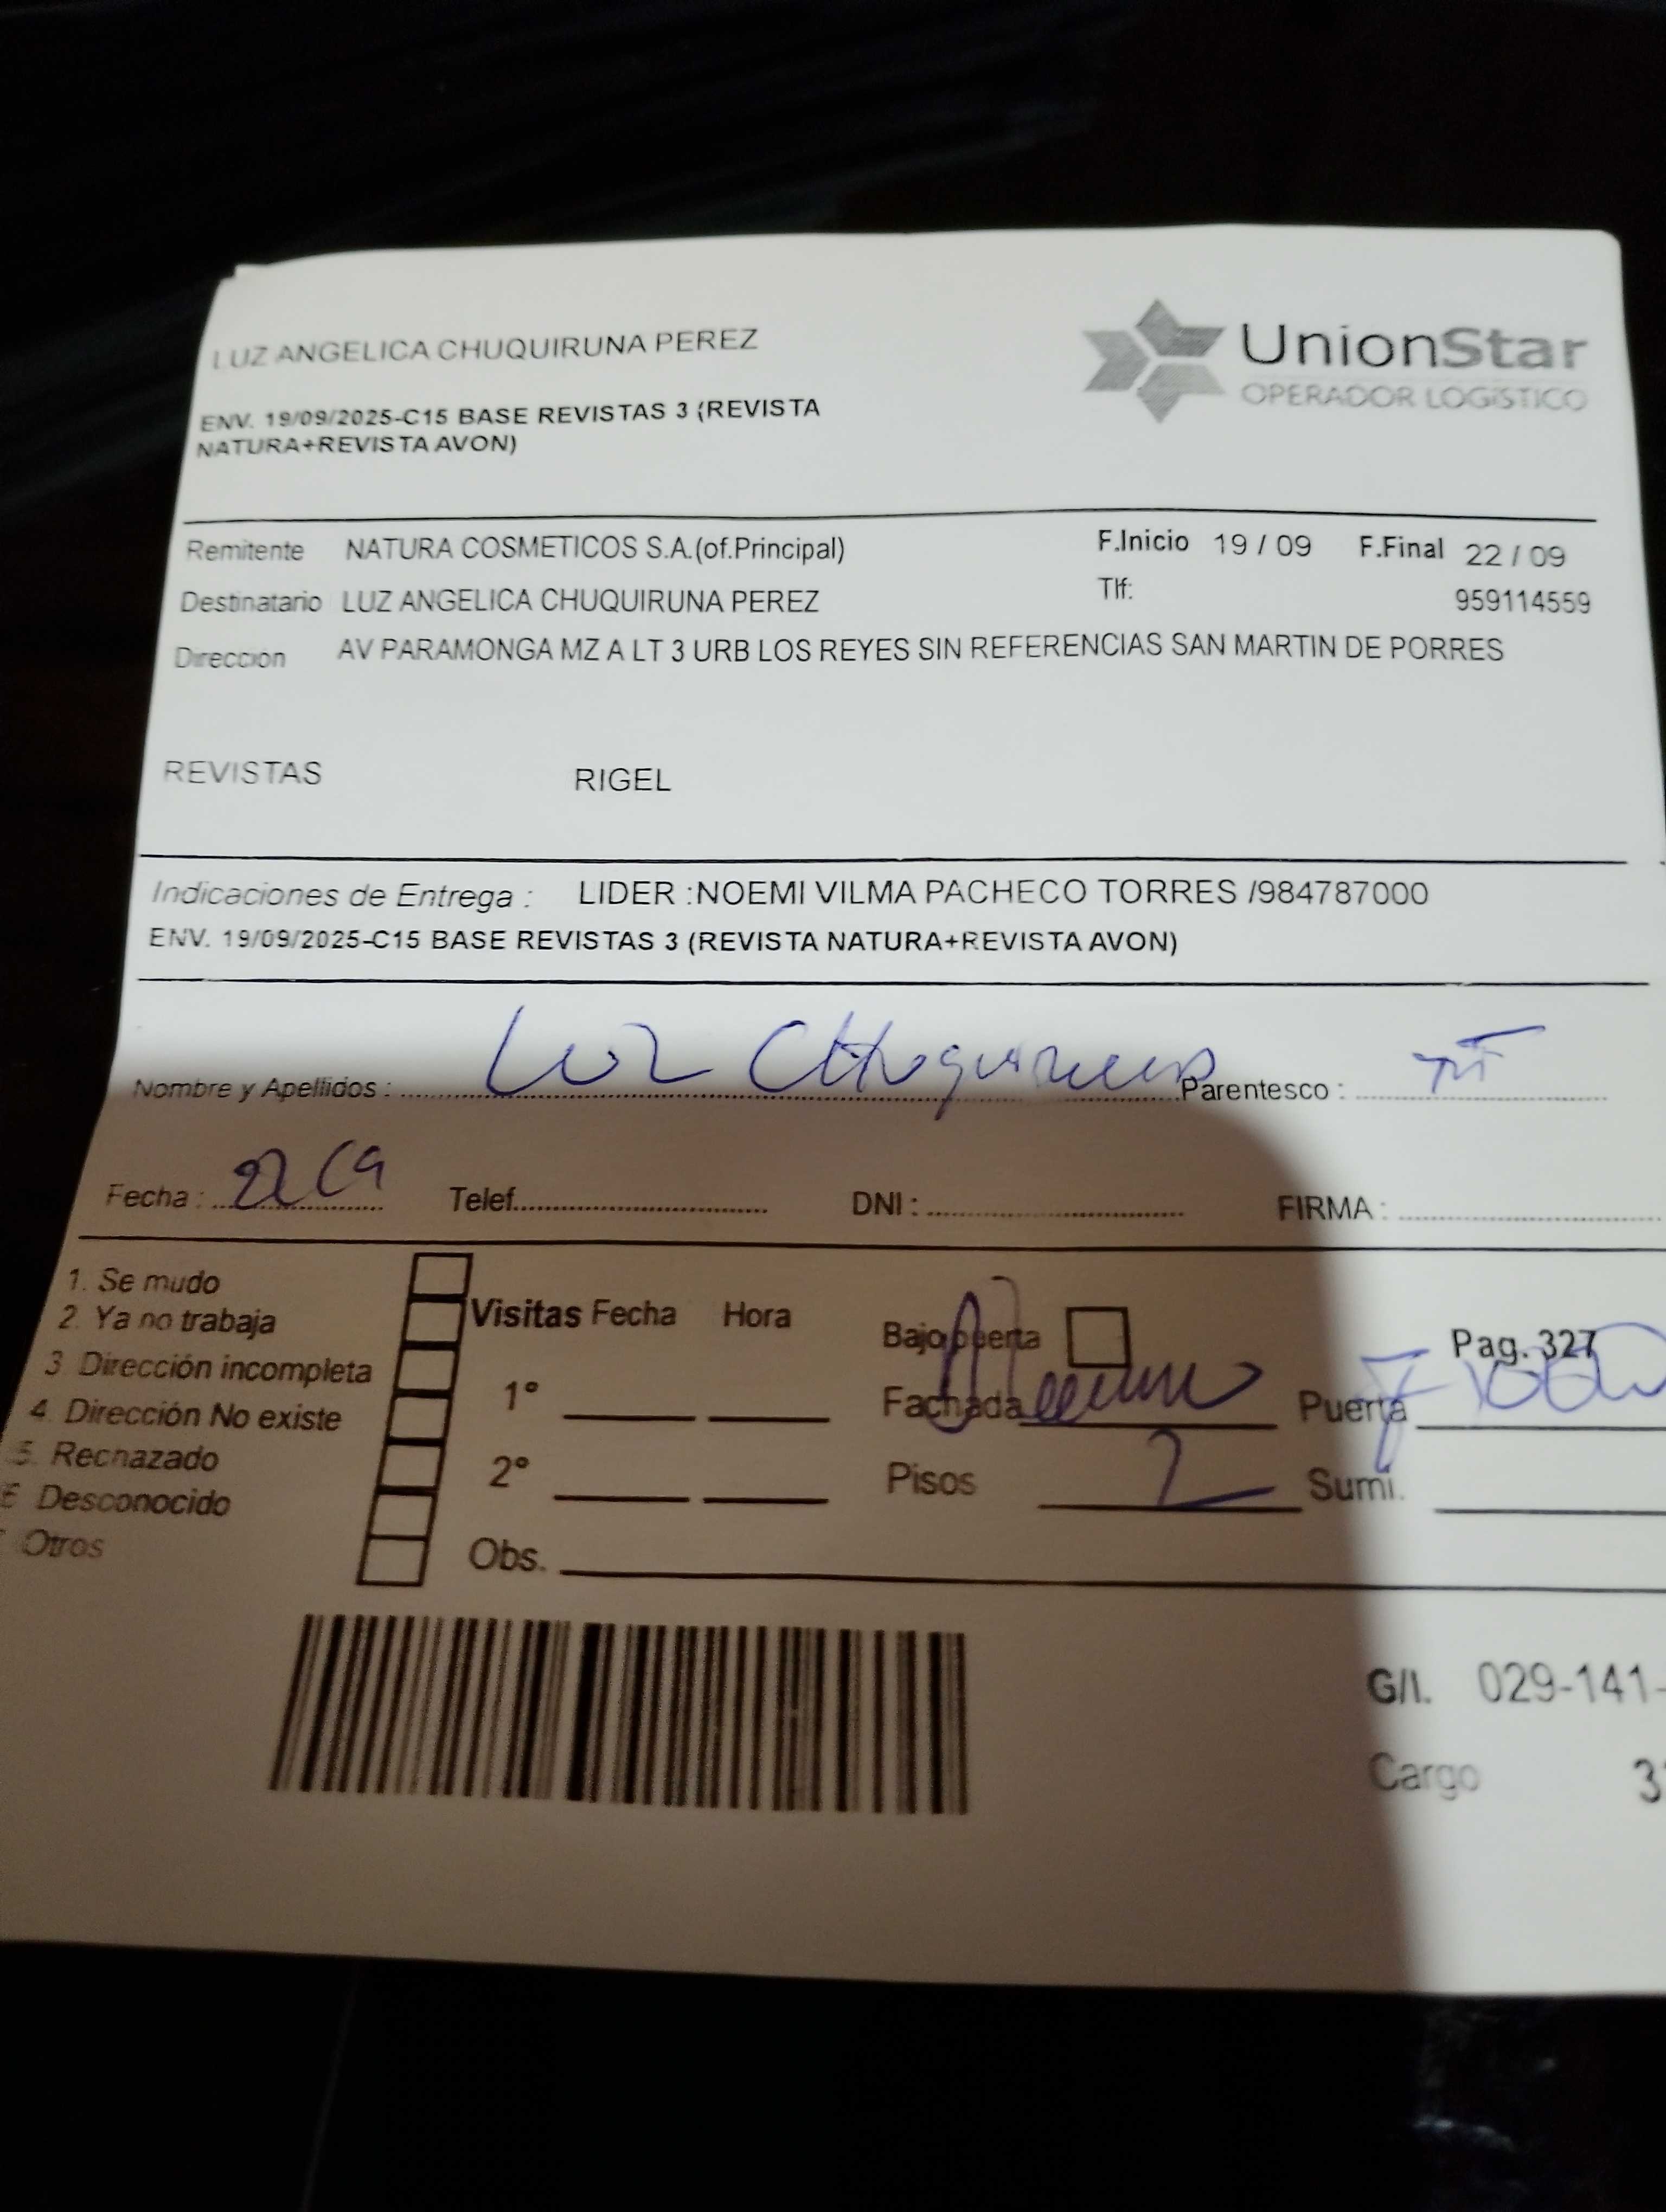 LUZ ANGELICA CHUQUIRUNA PEREZ
UnionStar
OPERADOR LOGÍSTICO
ENV. 19/09/2025-C15 BASE REVISTAS 3 (REVISTA
NATURA+REVISTA AVON)
Remitente NATURA COSMETICOS S.A.(of.Principal) F.Inicio 19 / 09 F.Final 22 / 09
Destinatario LUZ ANGELICA CHUQUIRUNA PEREZ Tlf: 959114559
Dirección AV PARAMONGA MZ A LT 3 URB LOS REYES SIN REFERENCIAS SAN MARTIN DE PORRES
REVISTAS RIGEL
Indicaciones de Entrega : LIDER :NOEMI VILMA PACHECO TORRES /984787000
ENV. 19/09/2025-C15 BASE REVISTAS 3 (REVISTA NATURA+REVISTA AVON)
Nombre y Apellidos : Luz Chuquiruna Parentesco :
Fecha : 22 09 Telef. DNI : FIRMA :
1. Se mudo
2. Ya no trabaja
3 Dirección incompleta
4. Dirección No existe
5. Rechazado
Desconocido
Otros
Visitas Fecha Hora
1°
2°
Obs.
Bajo puerta Pag. 327
Fachada Puerta
Pisos 2 Sumi.
G/I. 029-141-
Cargo